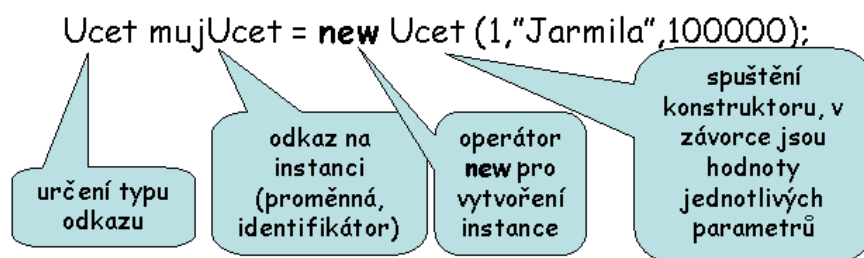 Ucet mujUcet = new Ucet (1,”Jarmila”,100000);
určení typu
odkazu
odkaz na
instanci
(proměnná,
identifikátor)
operátor
new pro
vytvoření
instance
spuštění
konstruktoru, v
závorce jsou
hodnoty
jednotlivých
parametrů